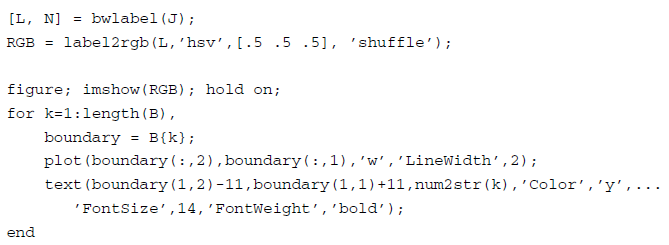 [L, N] = bwlabel(J);
RGB = label2rgb(L,’hsv’,[.5 .5 .5], ’shuffle’);
figure; imshow(RGB); hold on;
for k=1:length(B),
    boundary = B{k};
    plot(boundary(:,2),boundary(:,1),’w’,’LineWidth’,2);
    text(boundary(1,2)-11,boundary(1,1)+11,num2str(k),’Color’,’y’,...
       ’FontSize’,14,’FontWeight’,’bold’);
end